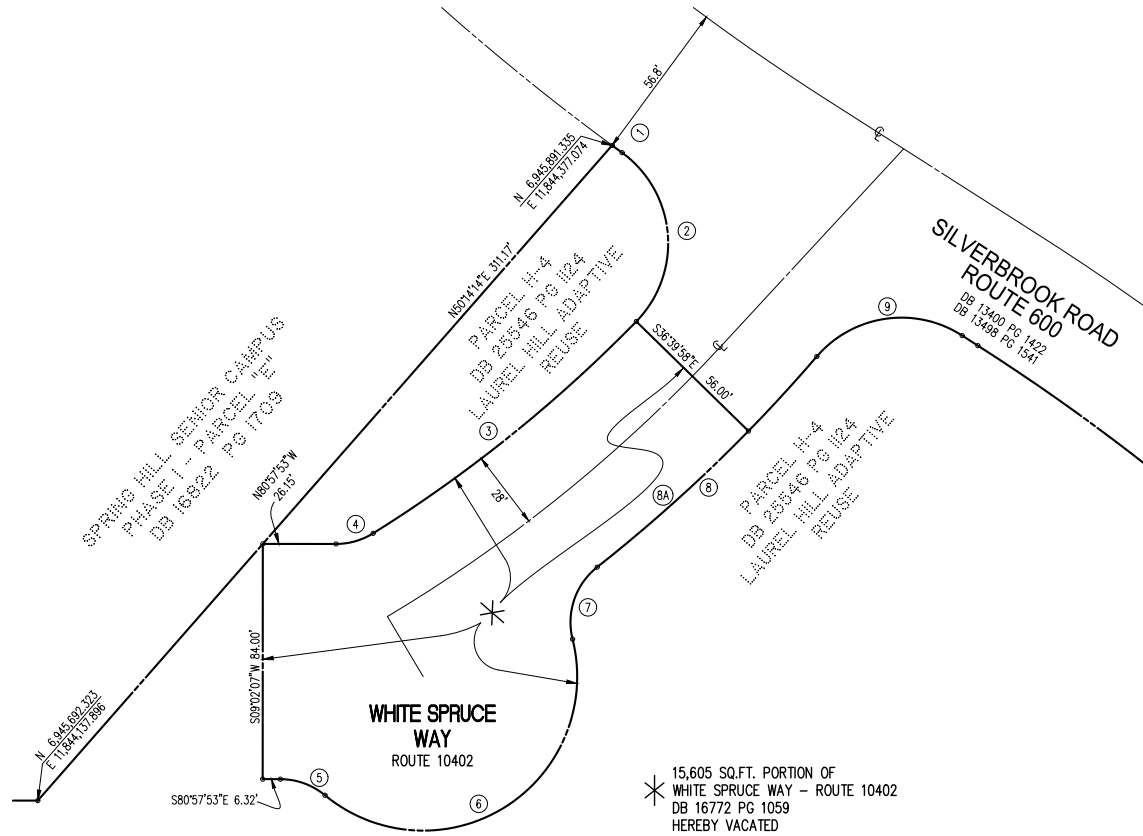 56.8'
1
N 6,945,891.335
E 11,844,377.074
2
N50°14'14"E 311.17'
PARCEL H-4
DB 25546 PG 1124
LAUREL HILL ADAPTIVE
REUSE
SILVERBROOK ROAD
ROUTE 600
DB 13400 PG 1422
DB 13498 PG 1541
9
S36°39'58"E 56.00'
SPRING HILL SENIOR CAMPUS
PHASE I - PARCEL "E"
DB 16822 PG 1709
3
28'
8
8A
PARCEL H-4
DB 25546 PG 1124
LAUREL HILL ADAPTIVE
REUSE
N80°57'53"W
26.15'
4
7
S09°02'07"W 84.00'
WHITE SPRUCE
WAY
ROUTE 10402
N 6,945,692.323
E 11,844,137.896
S80°57'53"E 6.32'
5
6
15,605 SQ.FT. PORTION OF
WHITE SPRUCE WAY – ROUTE 10402
DB 16772 PG 1059
HEREBY VACATED